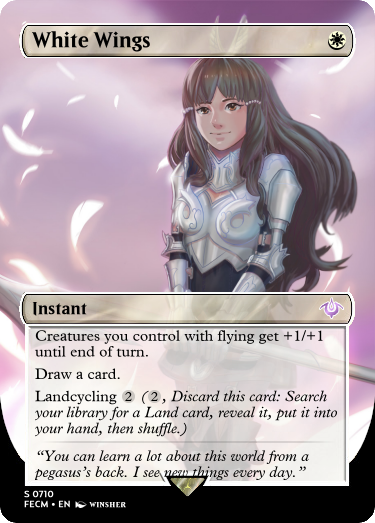 White Wings
Instant
Creatures you control with flying get +1/+1
until end of turn.
Draw a card.
Landcycling 2 (2, Discard this card: Search
your library for a Land card, reveal it, put it into
your hand, then shuffle.)
“You can learn a lot about this world from a
pegasus’s back. I see new things every day.”
S 0710
FECM • EN WINSHER